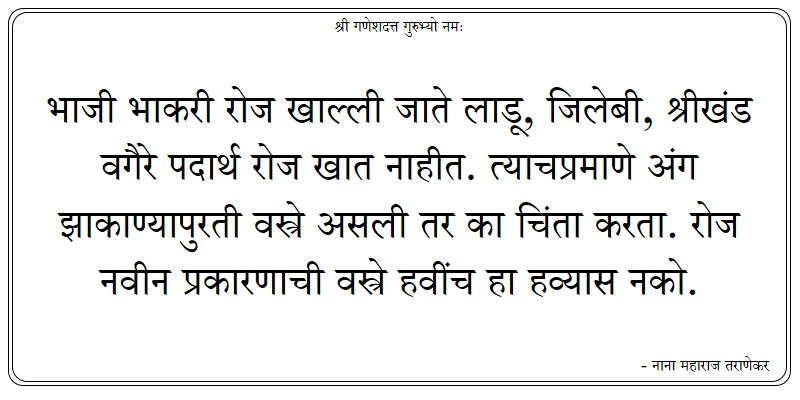 श्री गणेशदत्त गुरुभ्यो नमः
भाजी भाकरी रोज खाल्ली जाते लाडू, जिलेबी, श्रीखंड
वगैरे पदार्थ रोज खात नाहीत. त्याचप्रमाणे अंग
झाकाण्यापुरती वस्त्रे असली तर का चिंता करता. रोज
नवीन प्रकारणाची वस्त्रे हवींच हा हव्यास नको.
- नाना महाराज तराणेकर